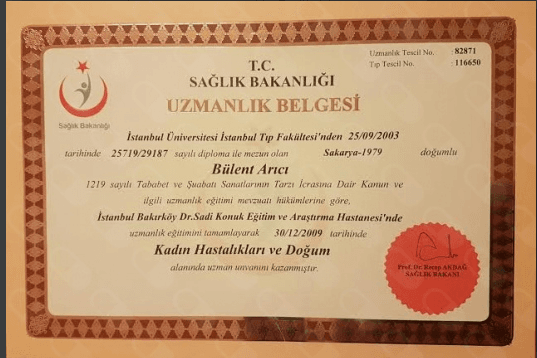 Uzmanlık Tescil No. : 82871
Tıp Tescil No. : 116650
T.C.
SAĞLIK BAKANLIĞI
UZMANLIK BELGESİ
Sağlık Bakanlığı
İstanbul Üniversitesi İstanbul Tıp Fakültesi'nden 25/09/2003
tarihinde 25719/29187 sayılı diploma ile mezun olan Sakarya-1979 doğumlu
Bülent Arıcı
1219 sayılı Tababet ve Şuabatı Sanatlarının Tarzı İcrasına Dair Kanun ve
ilgili uzmanlık eğitimi mevzuatı hükümlerine göre,
İstanbul Bakırköy Dr.Sadi Konuk Eğitim ve Araştırma Hastanesi'nde
uzmanlık eğitimini tamamlayarak 30/12/2009 tarihinde
Kadın Hastalıkları ve Doğum
alanında uzman unvanını kazanmıştır.
Prof. Dr. Recep AKDAĞ
SAĞLIK BAKANI